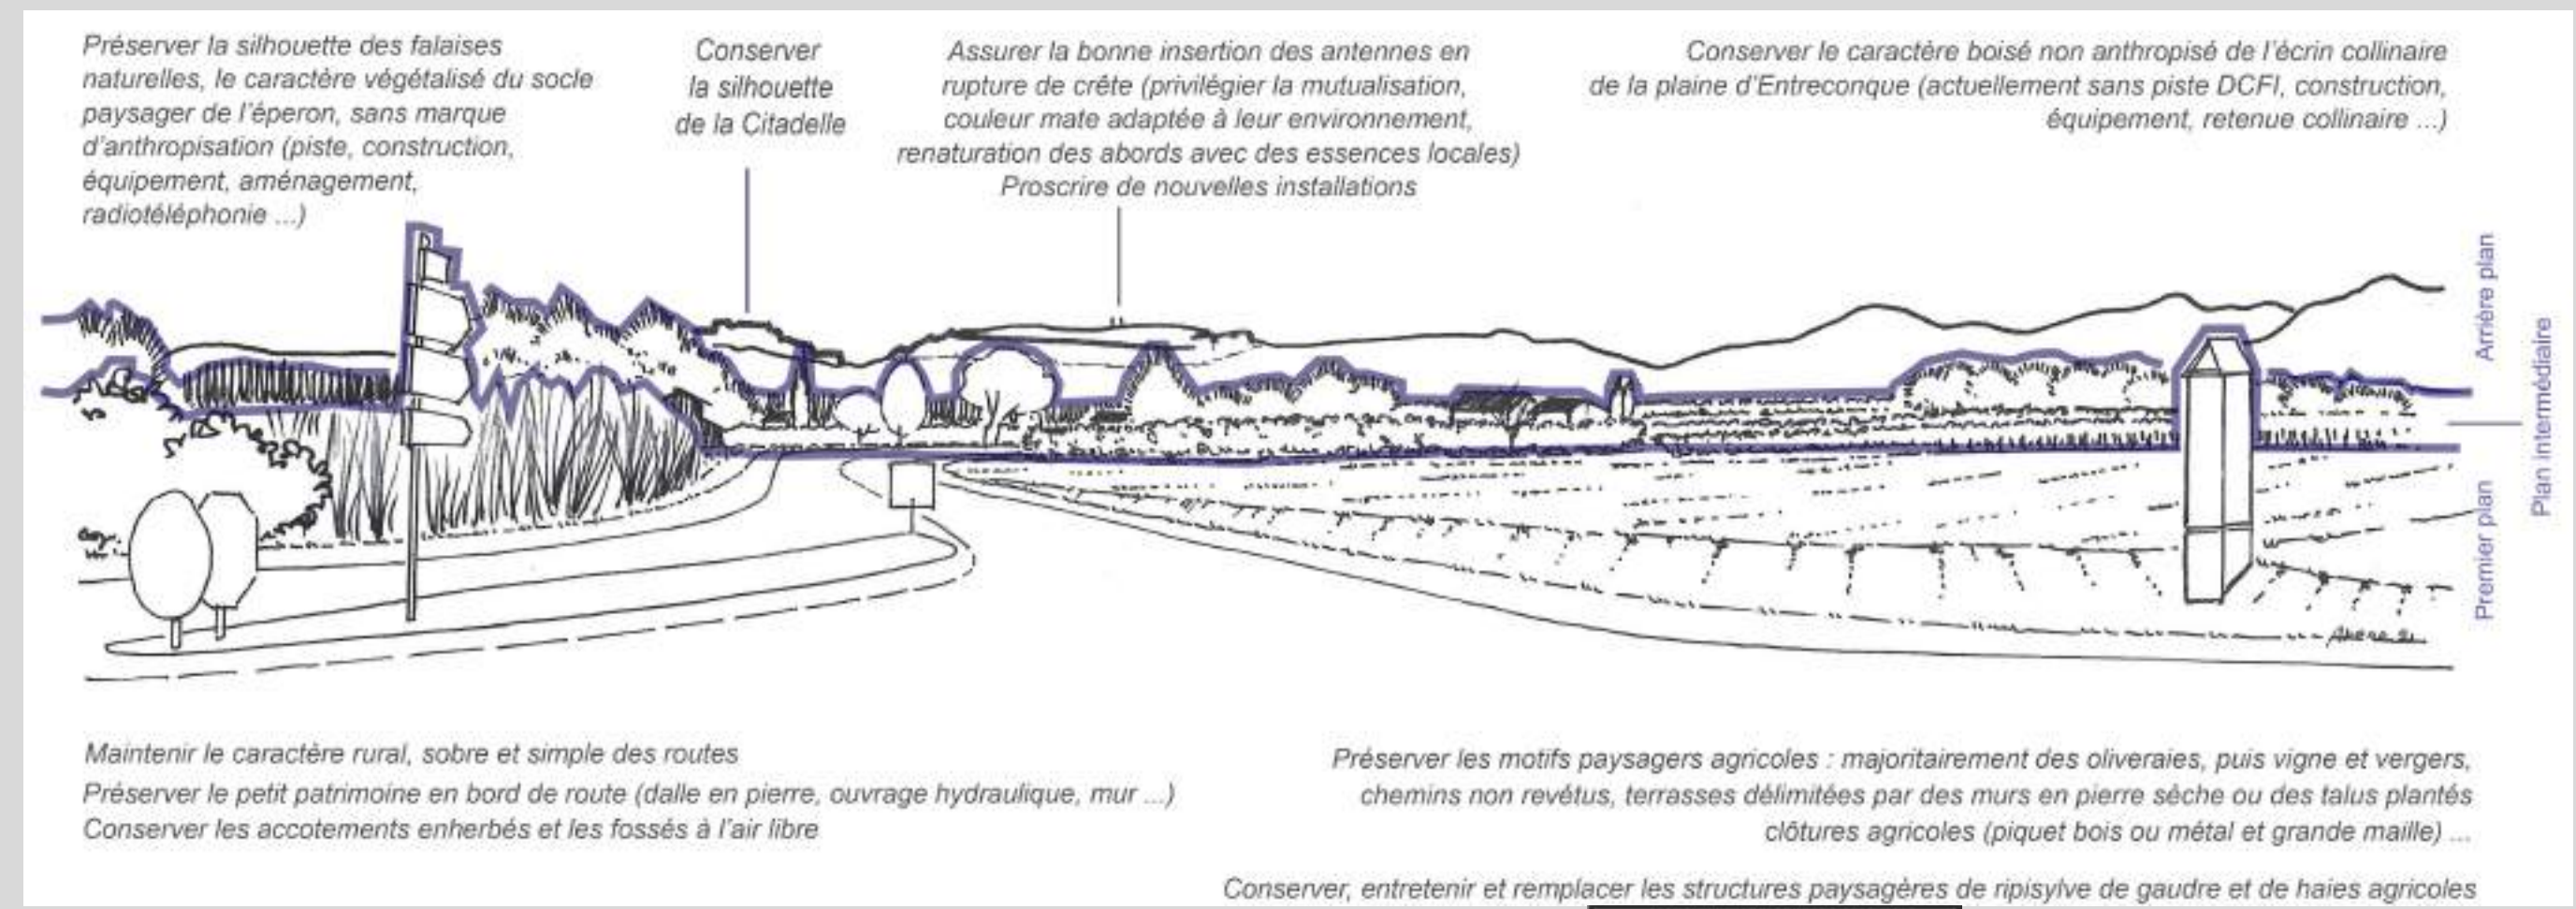 Préserver la silhouette des falaises
naturelles, le caractère végétalisé du socle
paysager de l'éperon, sans marque
d'anthropisation (piste, construction,
équipement, aménagement,
radiotéléphonie ...)
Conserver
la silhouette
de la Citadelle
Assurer la bonne insertion des antennes en
rupture de crête (privilégier la mutualisation,
couleur mate adaptée à leur environnement,
renaturation des abords avec des essences locales)
Proscrire de nouvelles installations
Conserver le caractère boisé non anthropisé de l'écrin collinaire
de la plaine d'Entreconque (actuellement sans piste DCFI, construction,
équipement, retenue collinaire ...)
Arrière plan
Plan intermédiaire
Premier plan
Maintenir le caractère rural, sobre et simple des routes
Préserver le petit patrimoine en bord de route (dalle en pierre, ouvrage hydraulique, mur ...)
Conserver les accotements enherbés et les fossés à l'air libre
Préserver les motifs paysagers agricoles : majoritairement des oliveraies, puis vigne et vergers,
chemins non revêtus, terrasses délimitées par des murs en pierre sèche ou des talus plantés
clôtures agricoles (piquet bois ou métal et grande maille) ...
Conserver, entretenir et remplacer les structures paysagères de ripisylve de gaudre et de haies agricoles